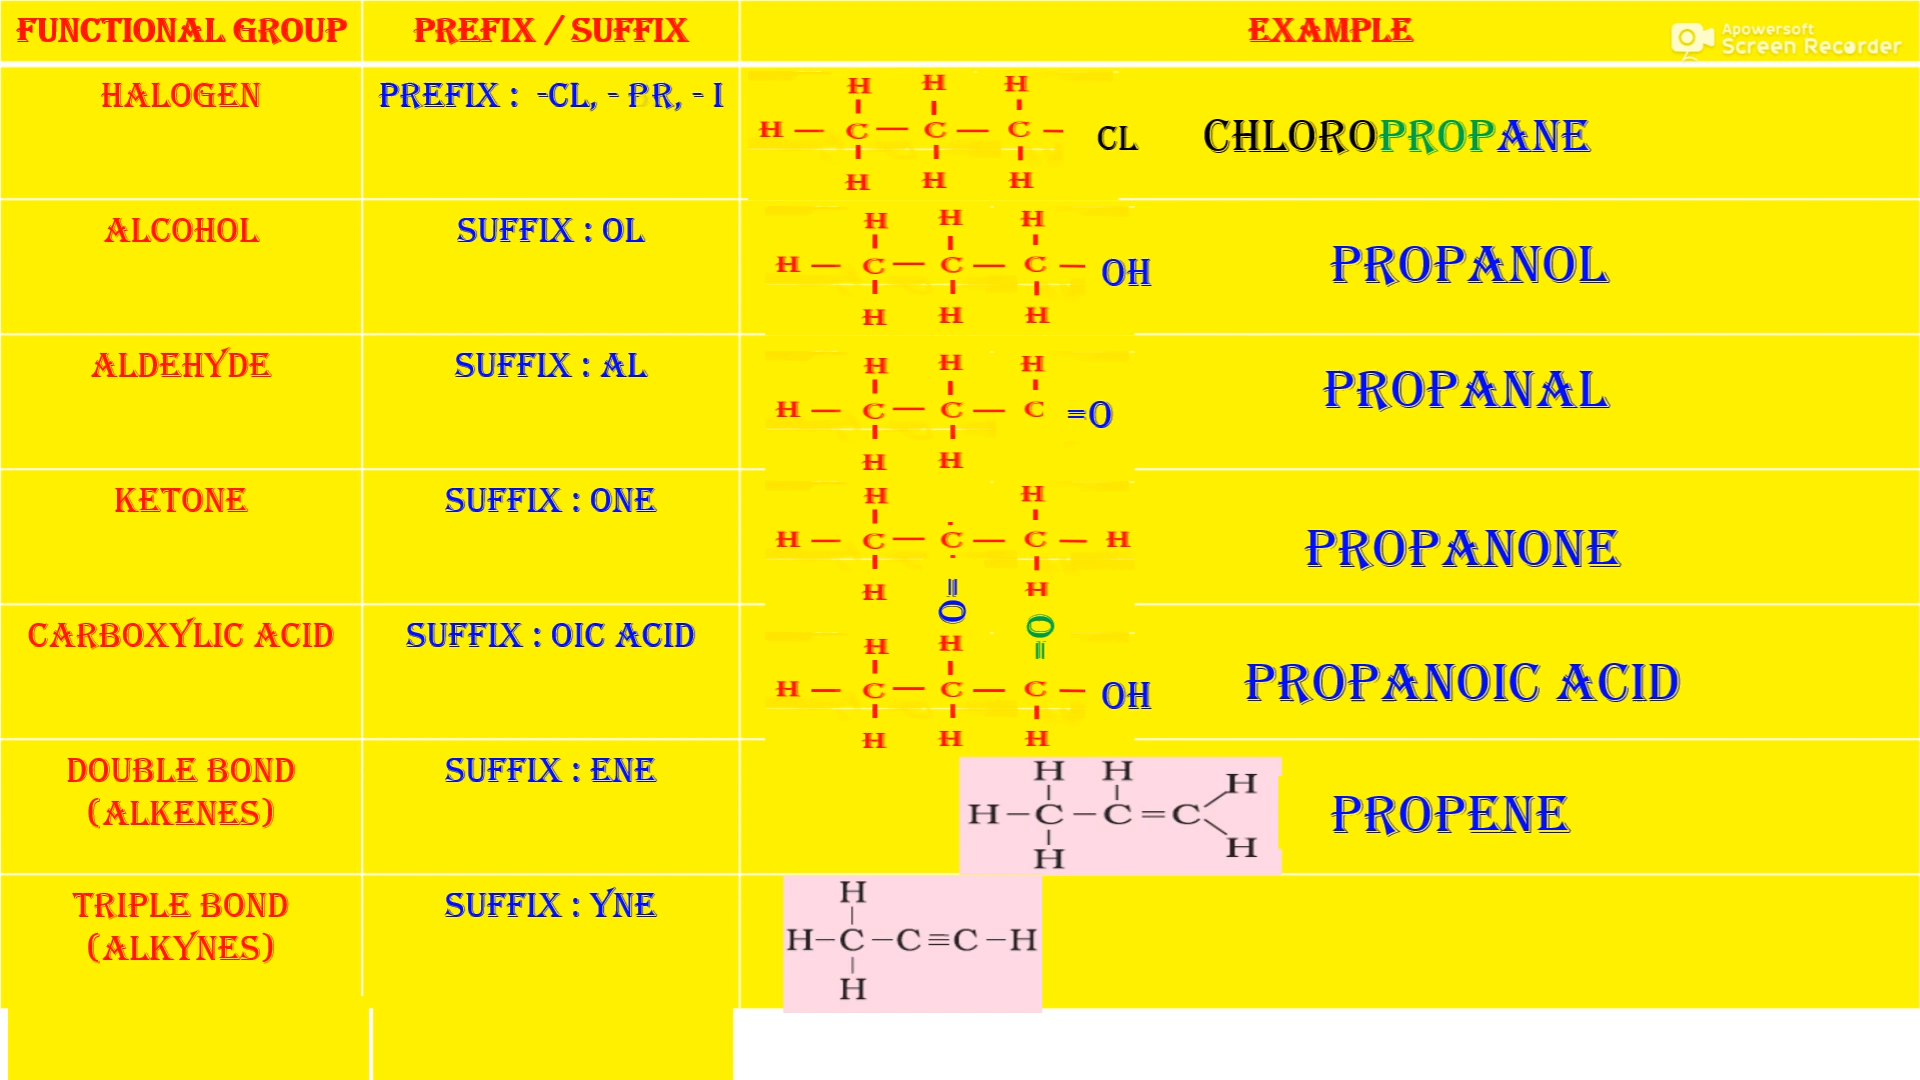 FUNCTIONAL GROUP PREFIX / SUFFIX EXAMPLE
Apowersoft
Screen Recorder
HALOGEN PREFIX : -CL, - PR, - I
H H H
H — C — C — C — CL CHLOROPROPANE
H H H
ALCOHOL SUFFIX : OL
H H H
H — C — C — C — OH PROPANOL
H H H
ALDEHYDE SUFFIX : AL
H H H
H — C — C — C =O PROPANAL
H H
KETONE SUFFIX : ONE
H H
H — C — C — C — H PROPANONE
H H
=O
CARBOXYLIC ACID SUFFIX : OIC ACID
O=
H H
H — C — C — C — OH PROPANOIC ACID
H H H
DOUBLE BOND SUFFIX : ENE
(ALKENES)
H H H
H — C — C = C PROPENE
H H
TRIPLE BOND SUFFIX : YNE
(ALKYNES)
H
H — C — C ≡ C — H
H